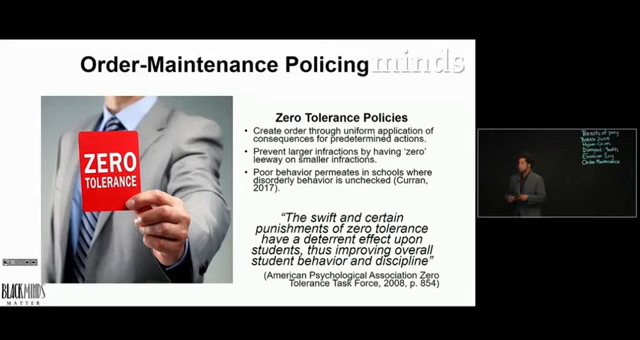 Order-Maintenance Policing
minds
ZERO
TOLERANCE
Zero Tolerance Policies
• Create order through uniform application of
consequences for predetermined actions.
• Prevent larger infractions by having ‘zero’
leeway on smaller infractions.
• Poor behavior permeates in schools where
disorderly behavior is unchecked (Curran,
2017).
“The swift and certain
punishments of zero tolerance
have a deterrent effect upon
students, thus improving overall
student behavior and discipline”
(American Psychological Association Zero
Tolerance Task Force, 2008, p. 854)
BLACKMINDS
MATTER
Order Maintenance